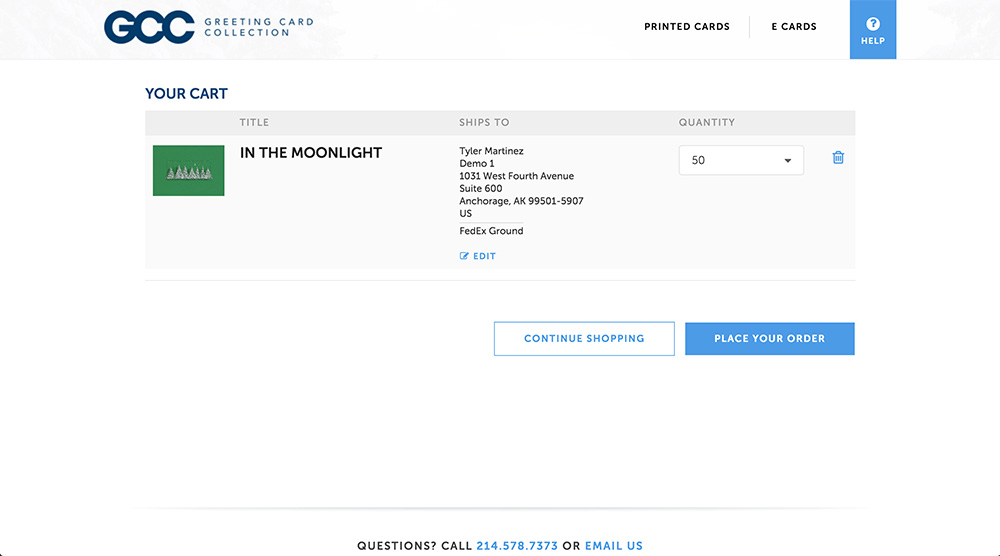 GCC GREETING CARD
COLLECTION
PRINTED CARDS
E CARDS
?
HELP
YOUR CART
TITLE
SHIPS TO
QUANTITY
IN THE MOONLIGHT
Tyler Martinez
Demo 1
1031 West Fourth Avenue
Suite 600
Anchorage, AK 99501-5907
US
FedEx Ground
EDIT
50
CONTINUE SHOPPING
PLACE YOUR ORDER
QUESTIONS? CALL 214.578.7373 OR EMAIL US